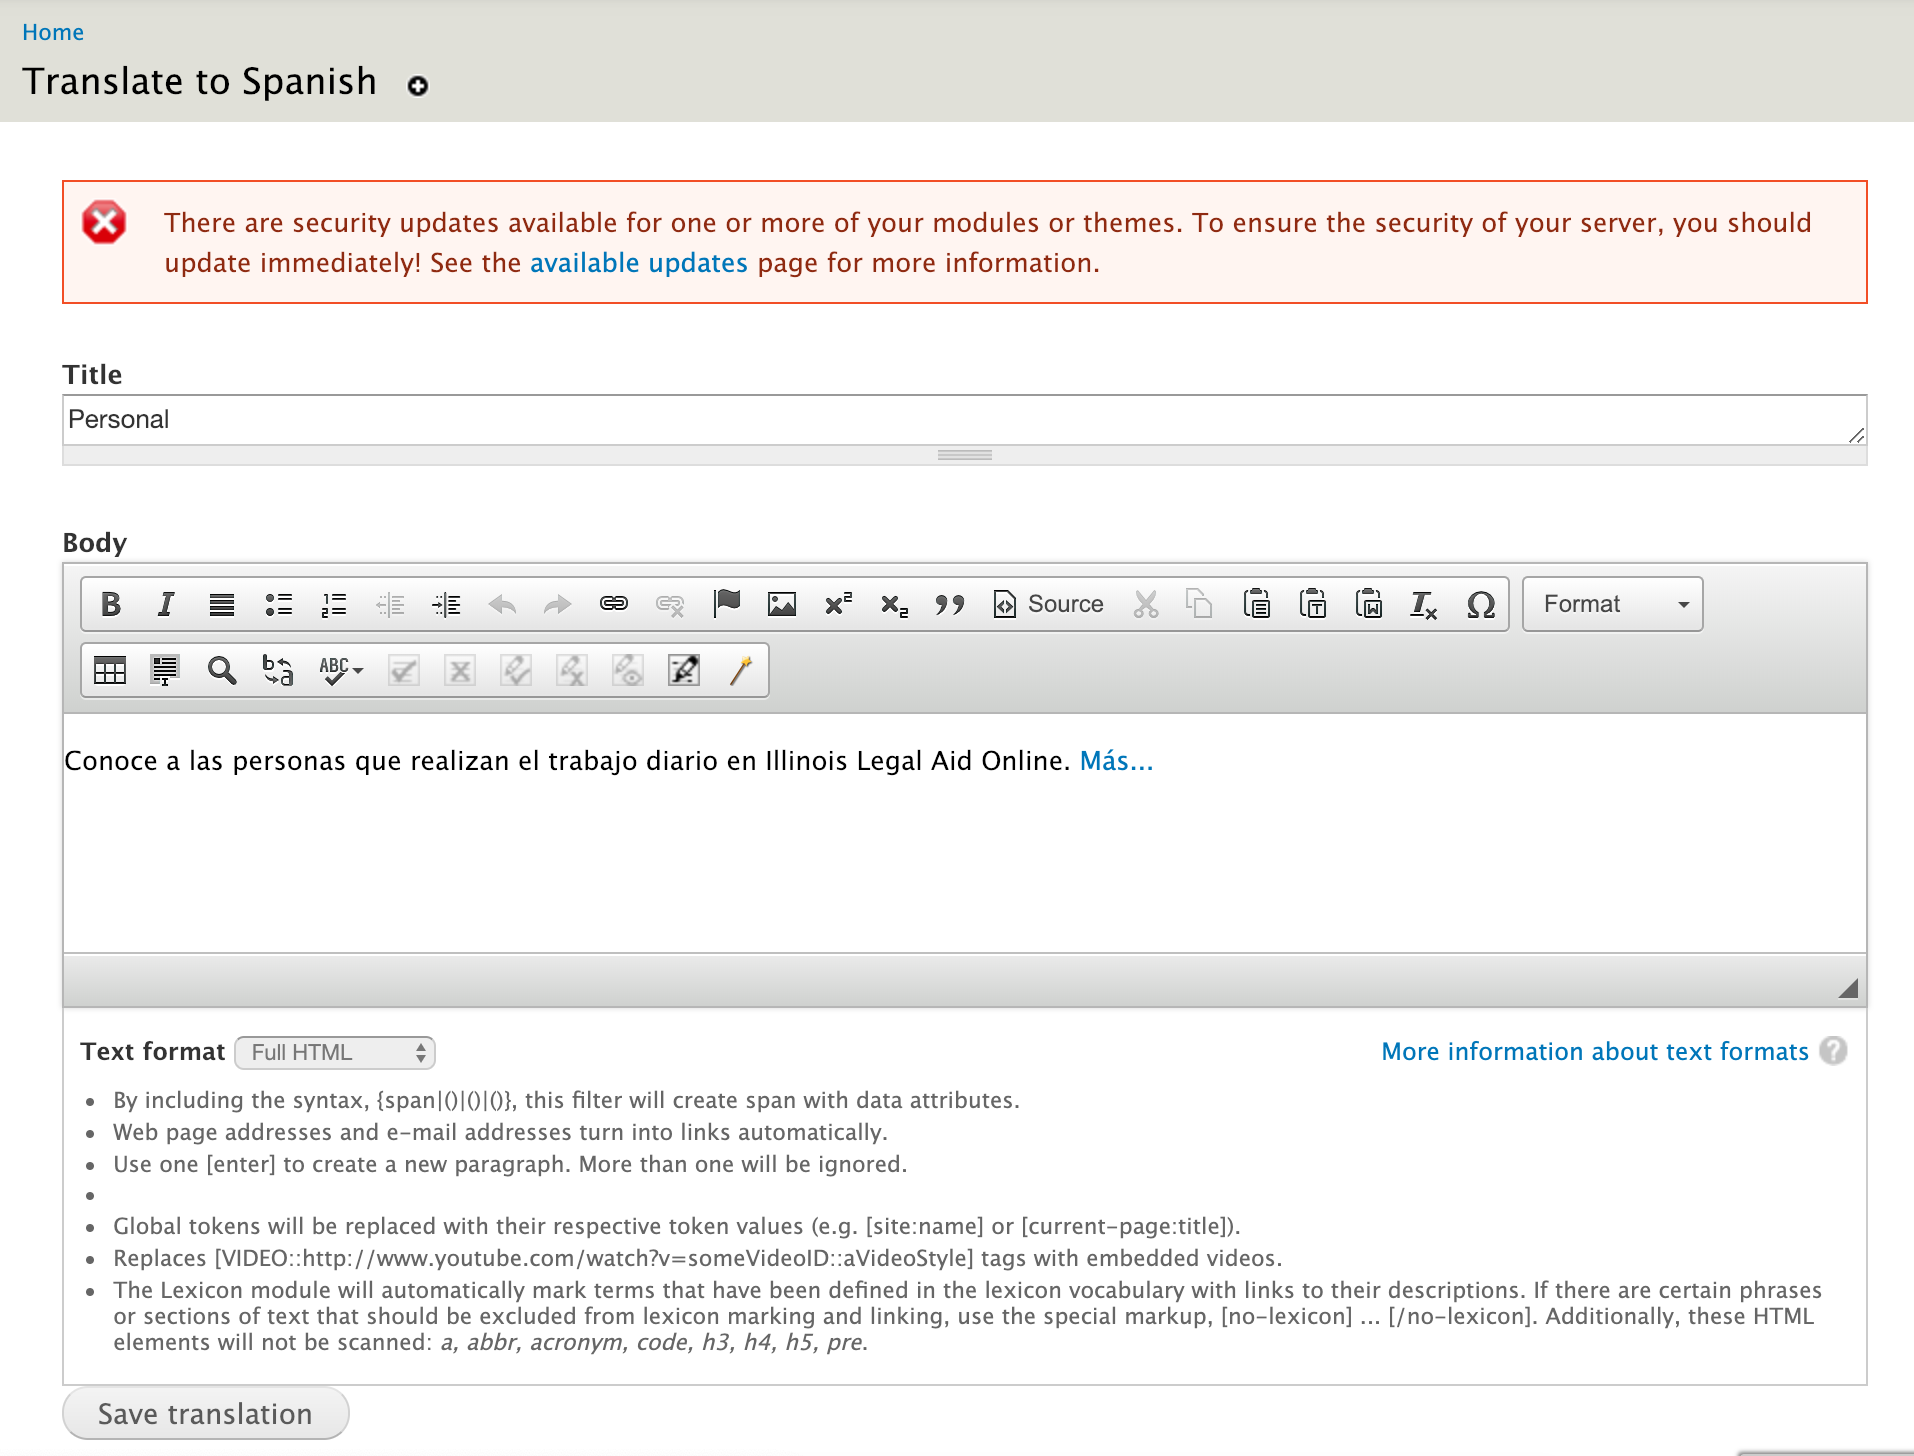 Home
Translate to Spanish
There are security updates available for one or more of your modules or themes. To ensure the security of your server, you should
update immediately! See the available updates page for more information.
Title
Personal
Body
Source
Format
ABC
Conoce a las personas que realizan el trabajo diario en Illinois Legal Aid Online. Más...
Text format Full HTML More information about text formats ?
• By including the syntax, {span|()|()|()}, this filter will create span with data attributes.
• Web page addresses and e-mail addresses turn into links automatically.
• Use one [enter] to create a new paragraph. More than one will be ignored.
•
• Global tokens will be replaced with their respective token values (e.g. [site:name] or [current-page:title]).
• Replaces [VIDEO::http://www.youtube.com/watch?v=someVideoID::aVideoStyle] tags with embedded videos.
• The Lexicon module will automatically mark terms that have been defined in the lexicon vocabulary with links to their descriptions. If there are certain phrases
or sections of text that should be excluded from lexicon marking and linking, use the special markup, [no-lexicon] ... [/no-lexicon]. Additionally, these HTML
elements will not be scanned: a, abbr, acronym, code, h3, h4, h5, pre.
Save translation